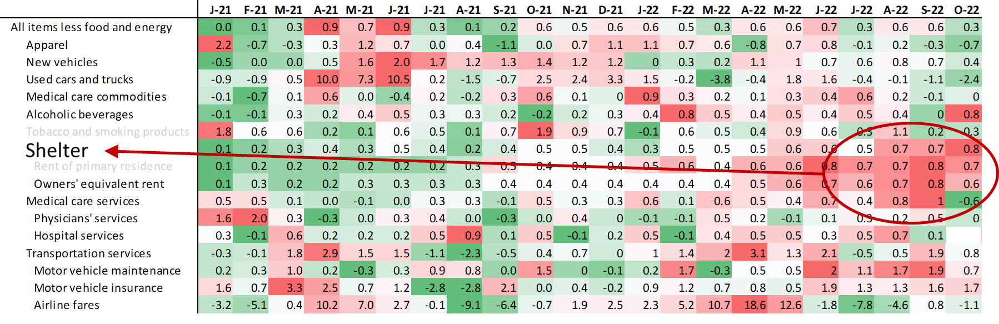 J-21 F-21 M-21 A-21 M-21 J-21 J-21 A-21 S-21 O-21 N-21 D-21 J-22 F-22 M-22 A-22 M-22 J-22 J-22 A-22 S-22 O-22
All items less food and energy 0.0 0.1 0.3 0.9 0.7 0.9 0.3 0.1 0.2 0.6 0.5 0.6 0.6 0.5 0.3 0.6 0.6 0.7 0.3 0.6 0.6 0.3
Apparel 2.2 -0.7 -0.3 0.3 1.2 0.7 0.0 0.4 -1.1 0.0 0.7 1.1 1.1 0.7 0.6 -0.8 0.7 0.8 -0.1 0.2 -0.3 -0.7
New vehicles -0.5 0.0 0.0 0.5 1.6 2.0 1.7 1.2 1.3 1.4 1.2 1.2 0 0.3 0.2 1.1 1 0.7 0.6 0.8 0.7 0.4
Used cars and trucks -0.9 -0.9 0.5 10.0 7.3 10.5 0.2 -1.5 -0.7 2.5 2.4 3.3 1.5 -0.2 -3.8 -0.4 1.8 1.6 -0.4 -0.1 -1.1 -2.4
Medical care commodities -0.1 -0.7 0.1 0.6 0.0 -0.4 0.2 -0.2 0.3 0.6 0.1 0 0.9 0.3 0.2 0.1 0.3 0.4 0.6 0.2 -0.1 0
Alcoholic beverages -0.1 -0.1 0.3 0.2 0.4 0.5 0.3 0.3 0.2 -0.2 0.2 0.3 0.4 0.8 0.5 0.4 0.5 0.4 0.5 0.4 0 0.8
Tobacco and smoking products 1.8 0.6 0.6 0.2 0.1 0.6 0.5 0.1 0.7 1.9 0.9 0.7 -0.1 0.6 0.5 0.4 0.9 0.6 0.3 1.1 0.2 0.3
Shelter 0.1 0.2 0.3 0.4 0.3 0.5 0.4 0.2 0.4 0.5 0.5 0.4 0.3 0.5 0.5 0.5 0.6 0.6 0.5 0.7 0.7 0.8
Rent of primary residence 0.1 0.2 0.2 0.2 0.2 0.2 0.2 0.3 0.5 0.4 0.4 0.4 0.5 0.6 0.4 0.6 0.6 0.8 0.7 0.7 0.8 0.7
Owners' equivalent rent 0.1 0.3 0.2 0.2 0.3 0.3 0.3 0.3 0.4 0.4 0.4 0.4 0.4 0.4 0.4 0.5 0.6 0.7 0.6 0.7 0.8 0.6
Medical care services 0.5 0.5 0.1 0.0 -0.1 0.0 0.3 0.3 -0.1 0.5 0.3 0.3 0.6 0.1 0.6 0.5 0.4 0.7 0.4 0.8 1 -0.6
Physicians' services 1.6 2.0 0.3 -0.3 0.0 0.3 0.4 0.0 -0.3 0.0 0.4 0 -0.1 -0.1 0.5 0.2 -0.1 0.1 0.3 0.2 0.5 0
Hospital services 0.3 -0.1 0.6 0.2 0.2 0.2 0.5 0.9 0.1 0.5 -0.1 0.2 0.5 -0.1 0.4 0.5 0.5 0.3 0.5 0.7 0.1
Transportation services -0.3 -0.1 1.8 2.9 1.5 1.5 -1.1 -2.3 -0.5 0.4 0.7 0 1 1.4 2 3.1 1.3 2.1 -0.5 0.5 1.9 0.8
Motor vehicle maintenance 0.2 0.3 1.0 0.2 -0.3 0.3 0.9 0.8 0.0 1.5 0 -0.1 0.2 1.7 -0.3 0.5 0.5 2 1.1 1.7 1.9 0.7
Motor vehicle insurance 1.6 0.7 3.3 2.5 0.7 1.2 -2.8 -2.8 2.1 0.0 0.4 -0.2 0.9 1.2 0.7 0.8 0.5 1.9 1.3 1.3 1.6 1.7
Airline fares -3.2 -5.1 0.4 10.2 7.0 2.7 -0.1 -9.1 -6.4 -0.7 1.9 2.5 2.3 5.2 10.7 18.6 12.6 -1.8 -7.8 -4.6 0.8 -1.1